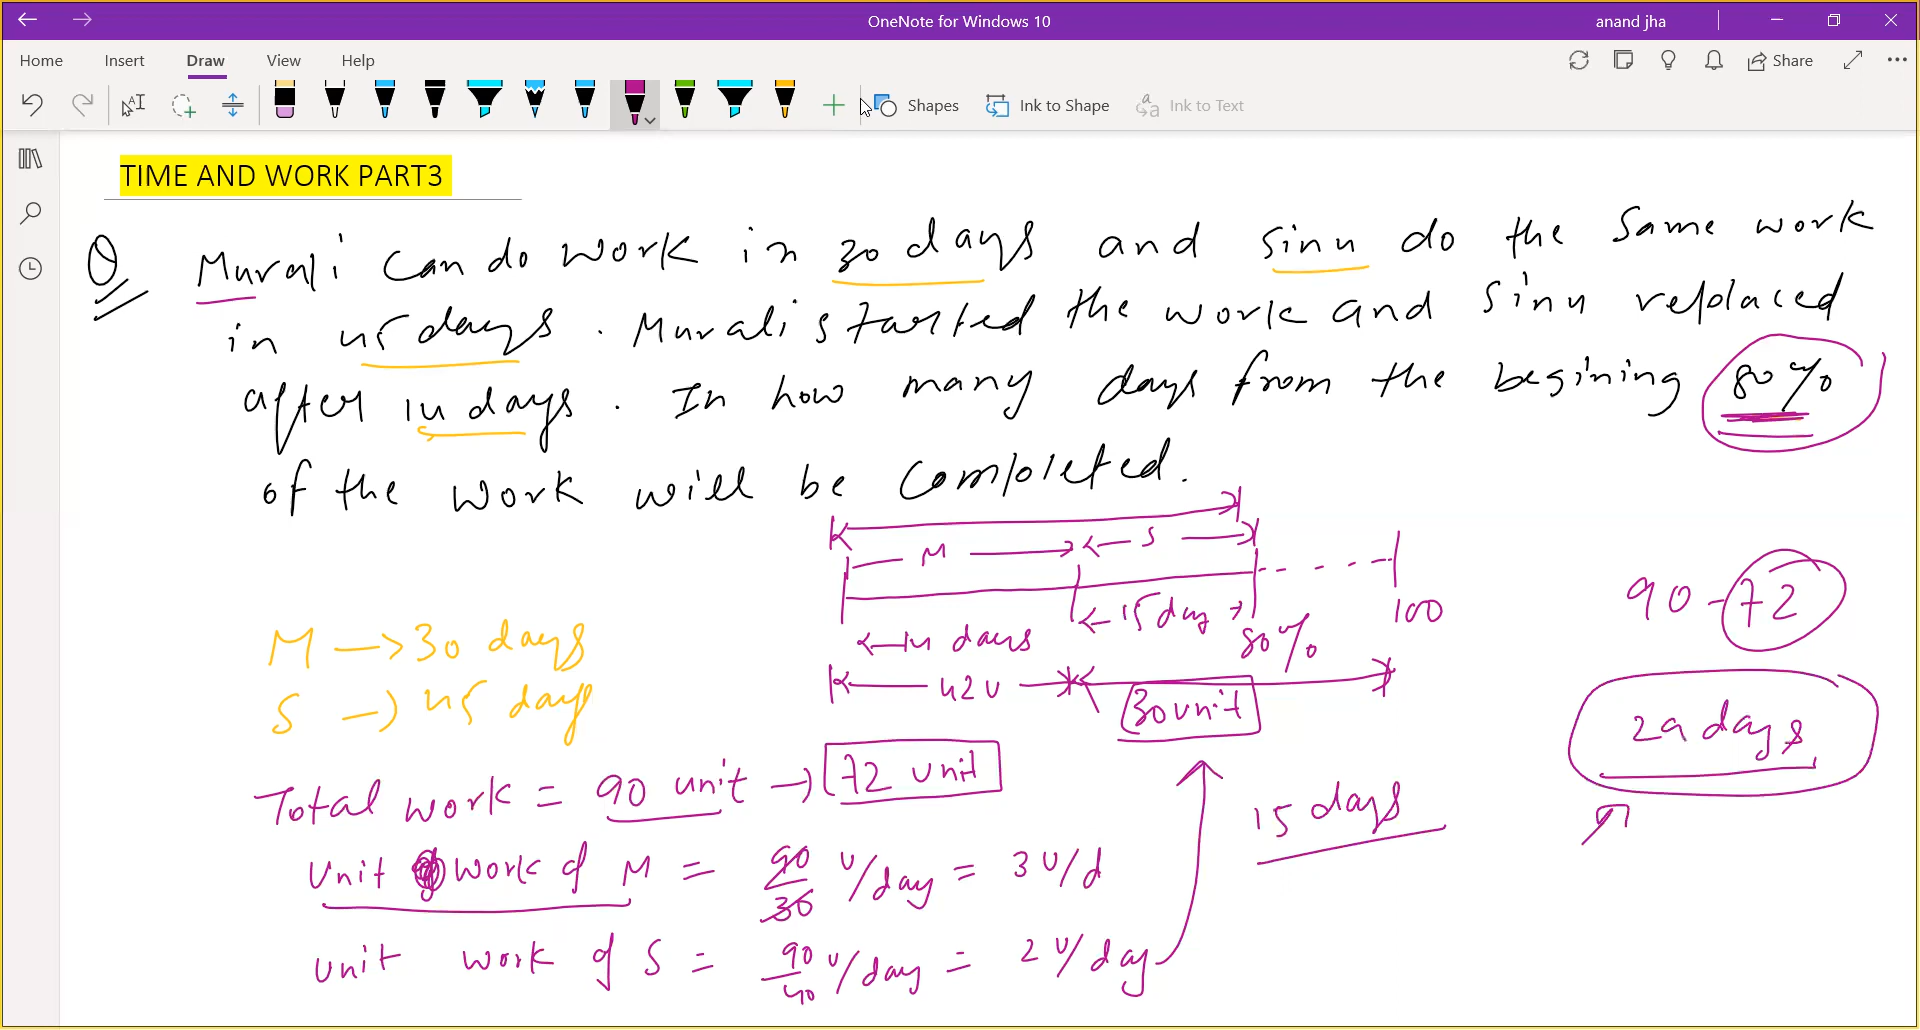 OneNote for Windows 10
anand jha
Home Insert Draw View Help
Share
Shapes Ink to Shape Ink to Text
TIME AND WORK PART3
Q Murali can do work in 30 days and sinu do the same work
in 45 days . Murali started the work and sinu replaced
after 14 days . In how many days from the begining 80%
of the work will be completed.
M S
14 days 15 day 80% 100
42 U 30 unit
90 - 72
M → 30 days
S → 45 days
29 days
Total work = 90 unit → 72 unit
15 days
unit work of M = 90/30 U/day = 3 U/d
unit work of S = 90/40 U/day = 2 U/day